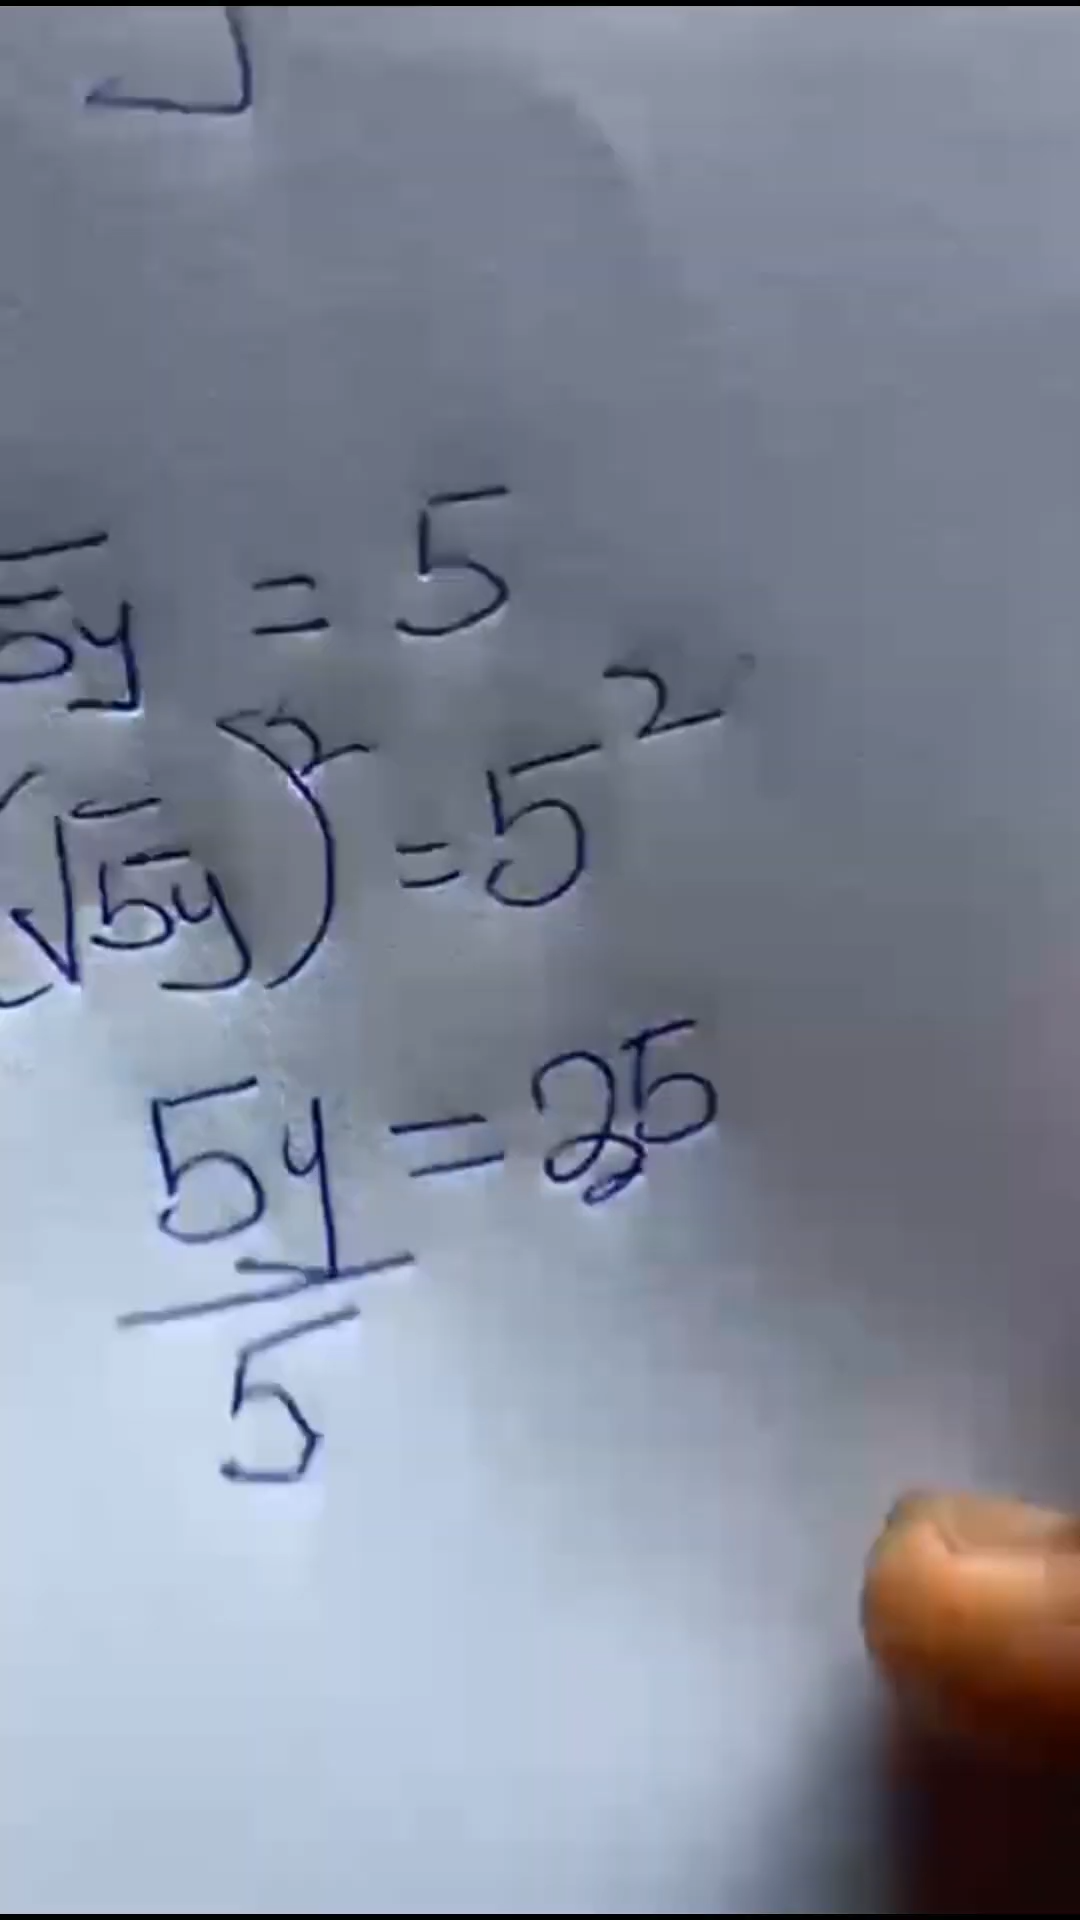 5y = 5
(√5y)² = 5²
5y = 25
5